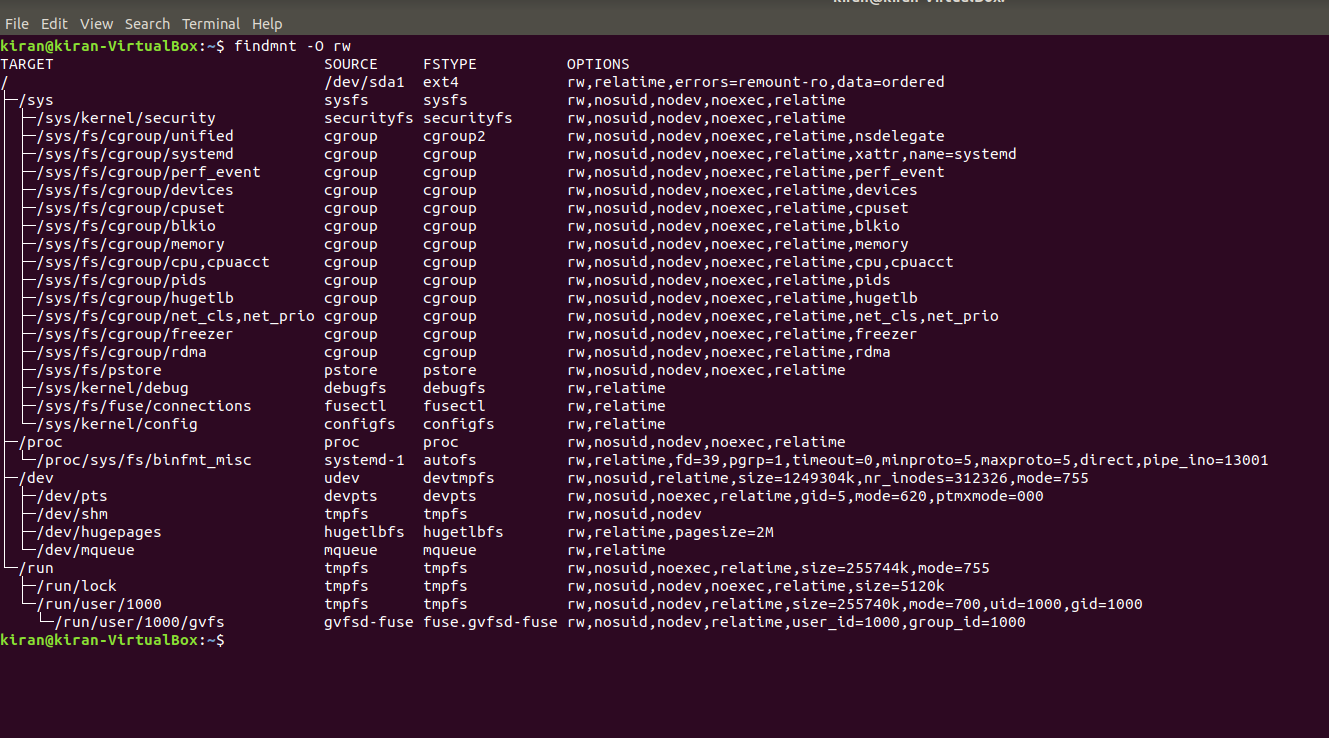 kiran@kiran-VirtualBox:
File Edit View Search Terminal Help
kiran@kiran-VirtualBox:~$ findmnt -O rw
TARGET                              SOURCE     FSTYPE          OPTIONS
/                                   /dev/sda1  ext4            rw,relatime,errors=remount-ro,data=ordered
├─/sys                              sysfs      sysfs           rw,nosuid,nodev,noexec,relatime
│ ├─/sys/kernel/security            securityfs securityfs      rw,nosuid,nodev,noexec,relatime
│ ├─/sys/fs/cgroup/unified          cgroup     cgroup2         rw,nosuid,nodev,noexec,relatime,nsdelegate
│ ├─/sys/fs/cgroup/systemd          cgroup     cgroup          rw,nosuid,nodev,noexec,relatime,xattr,name=systemd
│ ├─/sys/fs/cgroup/perf_event       cgroup     cgroup          rw,nosuid,nodev,noexec,relatime,perf_event
│ ├─/sys/fs/cgroup/devices          cgroup     cgroup          rw,nosuid,nodev,noexec,relatime,devices
│ ├─/sys/fs/cgroup/cpuset           cgroup     cgroup          rw,nosuid,nodev,noexec,relatime,cpuset
│ ├─/sys/fs/cgroup/blkio            cgroup     cgroup          rw,nosuid,nodev,noexec,relatime,blkio
│ ├─/sys/fs/cgroup/memory           cgroup     cgroup          rw,nosuid,nodev,noexec,relatime,memory
│ ├─/sys/fs/cgroup/cpu,cpuacct      cgroup     cgroup          rw,nosuid,nodev,noexec,relatime,cpu,cpuacct
│ ├─/sys/fs/cgroup/pids             cgroup     cgroup          rw,nosuid,nodev,noexec,relatime,pids
│ ├─/sys/fs/cgroup/hugetlb          cgroup     cgroup          rw,nosuid,nodev,noexec,relatime,hugetlb
│ ├─/sys/fs/cgroup/net_cls,net_prio cgroup     cgroup          rw,nosuid,nodev,noexec,relatime,net_cls,net_prio
│ ├─/sys/fs/cgroup/freezer          cgroup     cgroup          rw,nosuid,nodev,noexec,relatime,freezer
│ ├─/sys/fs/cgroup/rdma             cgroup     cgroup          rw,nosuid,nodev,noexec,relatime,rdma
│ ├─/sys/fs/pstore                  pstore     pstore          rw,nosuid,nodev,noexec,relatime
│ ├─/sys/kernel/debug               debugfs    debugfs         rw,relatime
│ ├─/sys/fs/fuse/connections        fusectl    fusectl         rw,relatime
│ └─/sys/kernel/config              configfs   configfs        rw,relatime
├─/proc                             proc       proc            rw,nosuid,nodev,noexec,relatime
│ └─/proc/sys/fs/binfmt_misc        systemd-1  autofs          rw,relatime,fd=39,pgrp=1,timeout=0,minproto=5,maxproto=5,direct,pipe_ino=13001
├─/dev                              udev       devtmpfs        rw,nosuid,relatime,size=1249304k,nr_inodes=312326,mode=755
│ ├─/dev/pts                        devpts     devpts          rw,nosuid,noexec,relatime,gid=5,mode=620,ptmxmode=000
│ ├─/dev/shm                        tmpfs      tmpfs           rw,nosuid,nodev
│ ├─/dev/hugepages                  hugetlbfs  hugetlbfs       rw,relatime,pagesize=2M
│ └─/dev/mqueue                     mqueue     mqueue          rw,relatime
└─/run                              tmpfs      tmpfs           rw,nosuid,noexec,relatime,size=255744k,mode=755
  ├─/run/lock                       tmpfs      tmpfs           rw,nosuid,nodev,noexec,relatime,size=5120k
  └─/run/user/1000                  tmpfs      tmpfs           rw,nosuid,nodev,relatime,size=255740k,mode=700,uid=1000,gid=1000
    └─/run/user/1000/gvfs           gvfsd-fuse fuse.gvfsd-fuse rw,nosuid,nodev,relatime,user_id=1000,group_id=1000
kiran@kiran-VirtualBox:~$